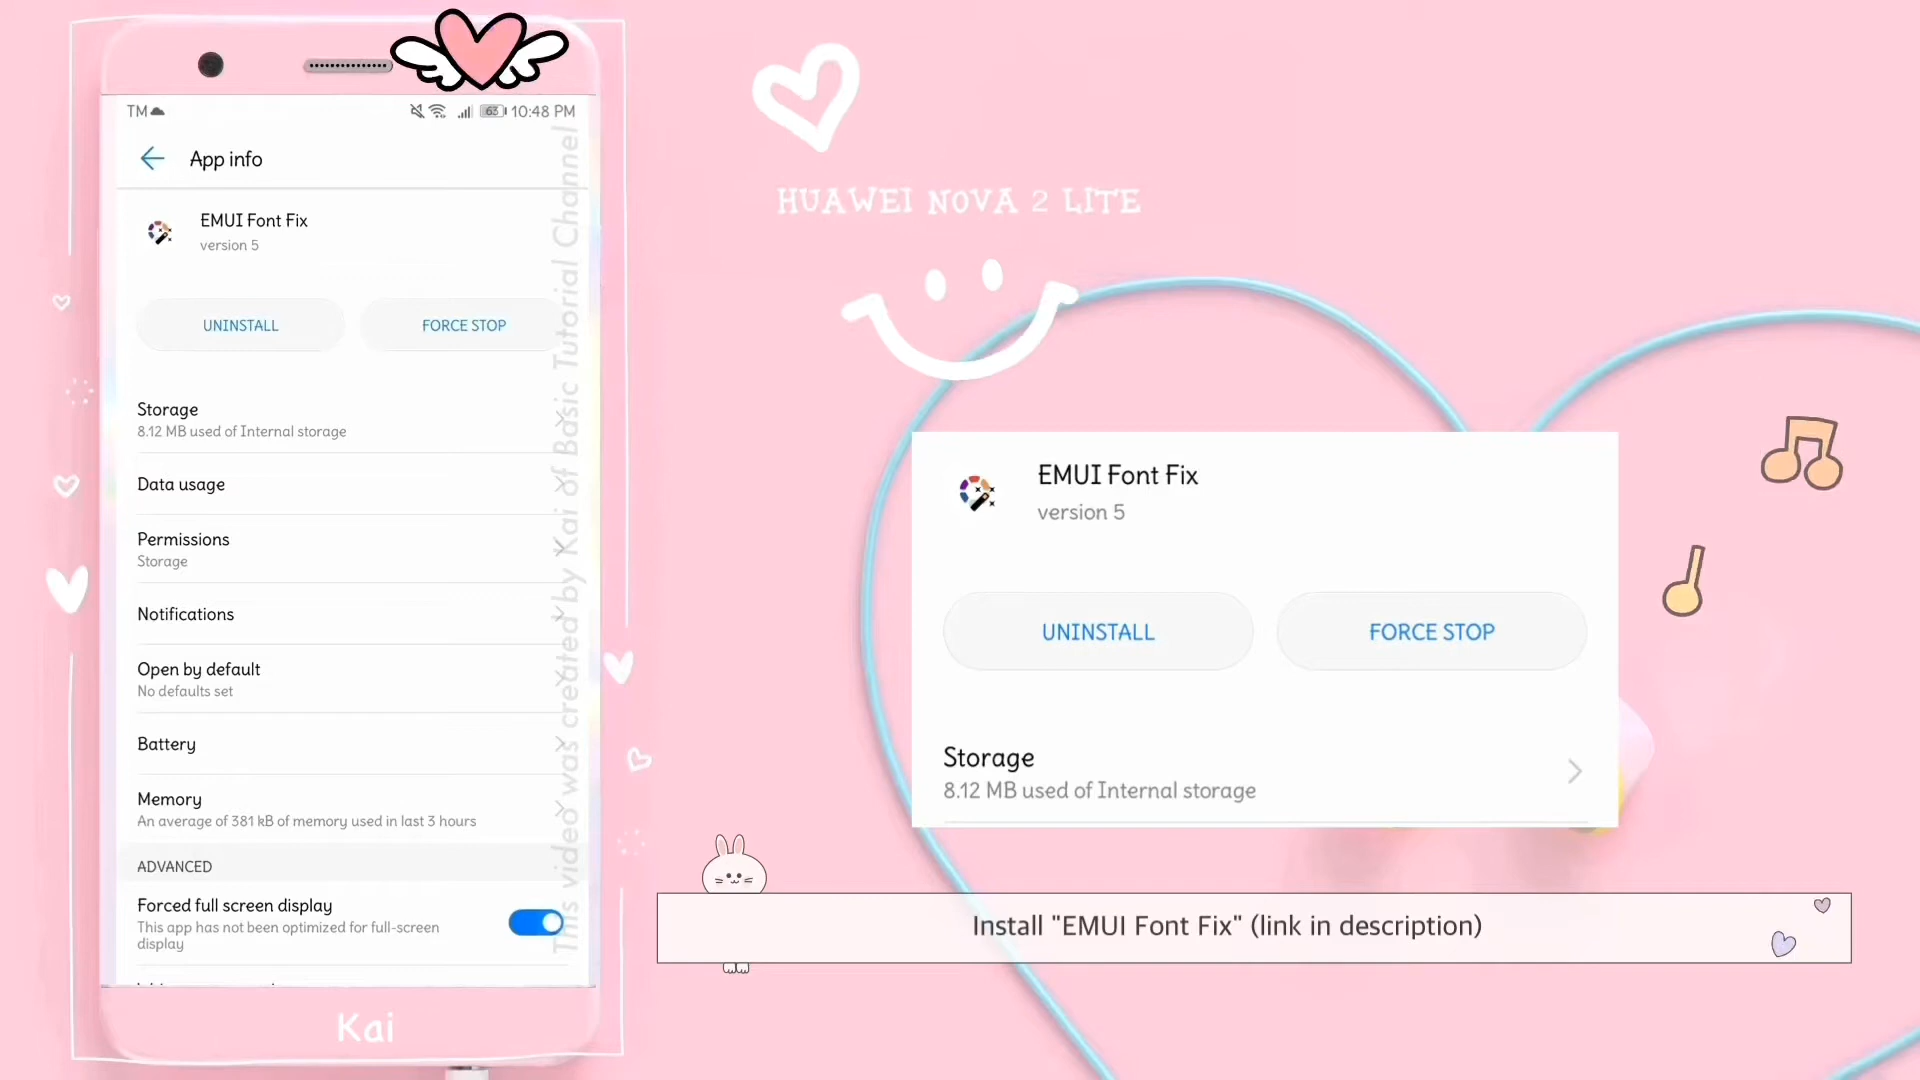 TM
63
10:48 PM
App info
EMUI Font Fix
version 5
UNINSTALL
FORCE STOP
Storage
8.12 MB used of Internal storage
Data usage
Permissions
Storage
Notifications
Open by default
No defaults set
Battery
Memory
An average of 381 kB of memory used in last 3 hours
ADVANCED
Forced full screen display
This app has not been optimized for full-screen
display
This video was created by Kai of Basic Tutorial Channel
Kai
HUAWEI NOVA 2 LITE
EMUI Font Fix
version 5
UNINSTALL
FORCE STOP
Storage
8.12 MB used of Internal storage
Install "EMUI Font Fix" (link in description)